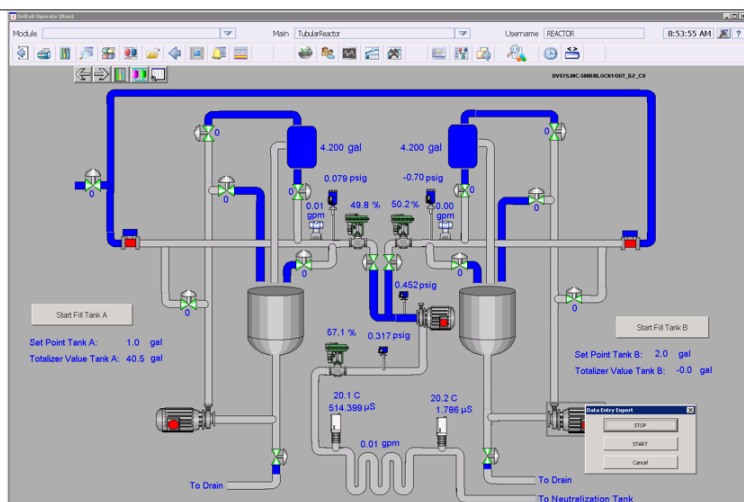 DeltaV Operate (Run)
Module
Main
TubularReactor
Username
REACTOR
8:53:55 AM
?
DVSYS.MC-50MB/BLOCK1/OUT_D.F_CV
0
0
0
0
4.200 gal
4.200 gal
0.079 psig
-0.70 psig
0
0
0
0.01 gpm
49.8 %
50.2 %
0.00 gpm
0
0
0
0
0
0.452 psig
Start Fill Tank A
Start Fill Tank B
57.1 %
0.317 psig
Set Point Tank A: 1.0 gal
Totalizer Value Tank A: 40.5 gal
Set Point Tank B: 2.0 gal
Totalizer Value Tank B: -0.0 gal
20.1 C
514.399 µS
20.2 C
1.786 µS
Data Entry Expert
STOP
START
Cancel
0.01 gpm
0
0
To Drain
To Drain
To Neutralization Tank